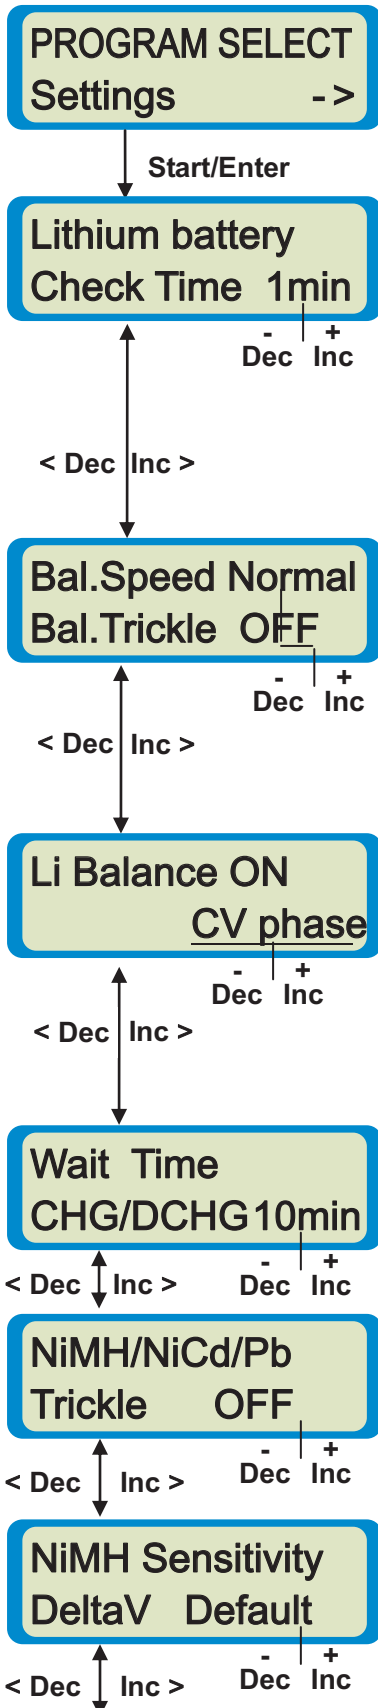 PROGRAM SELECT
Settings ->
Start/Enter
Lithium battery
Check Time 1min
- +
Dec Inc
< Dec Inc >
Bal.Speed Normal
Bal.Trickle OFF
- +
Dec Inc
< Dec Inc >
Li Balance ON
CV phase
- +
Dec Inc
< Dec Inc >
Wait Time
CHG/DCHG10min
- +
< Dec Inc > Dec Inc
NiMH/NiCd/Pb
Trickle OFF
- +
< Dec Inc > Dec Inc
NiMH Sensitivity
DeltaV Default
- +
< Dec Inc > Dec Inc